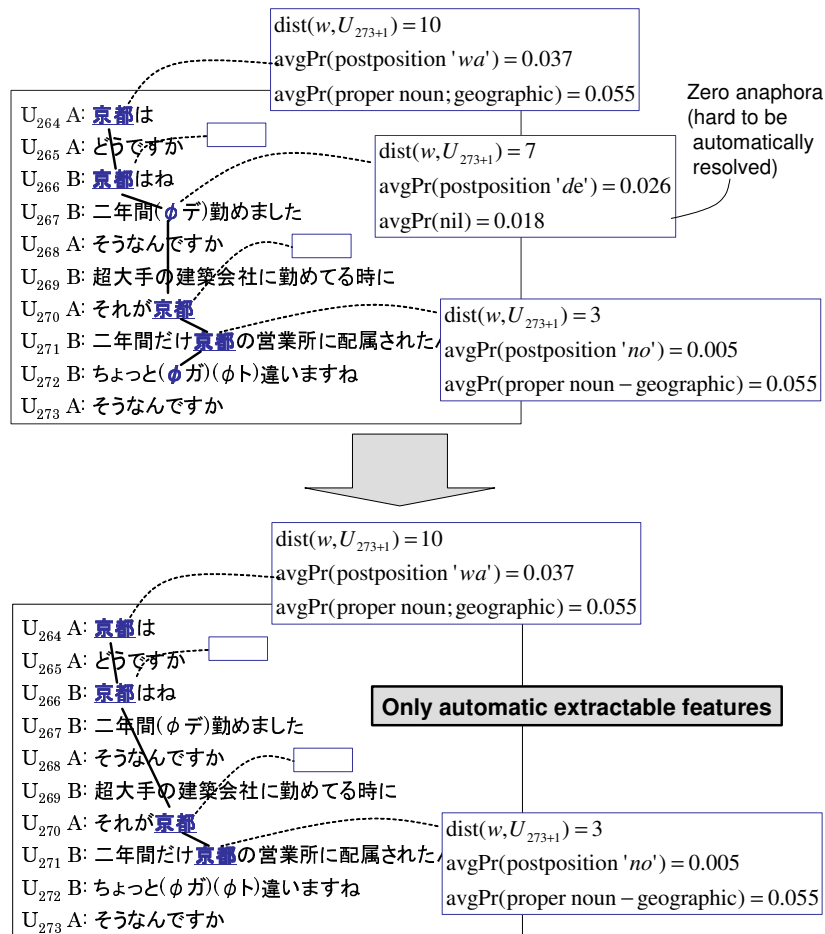 dist(w,U₂₇₃₊₁) = 10
avgPr(postposition 'wa') = 0.037
avgPr(proper noun; geographic) = 0.055
Zero anaphora
(hard to be
automatically
resolved)
U₂₆₄ A: 京都は
U₂₆₅ A: どうですか
U₂₆₆ B: 京都はね
dist(w,U₂₇₃₊₁) = 7
avgPr(postposition 'de') = 0.026
avgPr(nil) = 0.018
U₂₆₇ B: 二年間(φデ)勤めました
U₂₆₈ A: そうなんですか
U₂₆₉ B: 超大手の建築会社に勤めてる時に
U₂₇₀ A: それが京都
U₂₇₁ B: 二年間だけ京都の営業所に配属された
U₂₇₂ B: ちょっと(φガ)(φト)違いますね
U₂₇₃ A: そうなんですか
dist(w,U₂₇₃₊₁) = 3
avgPr(postposition 'no') = 0.005
avgPr(proper noun – geographic) = 0.055
dist(w,U₂₇₃₊₁) = 10
avgPr(postposition 'wa') = 0.037
avgPr(proper noun; geographic) = 0.055
U₂₆₄ A: 京都は
U₂₆₅ A: どうですか
U₂₆₆ B: 京都はね
Only automatic extractable features
U₂₆₇ B: 二年間(φデ)勤めました
U₂₆₈ A: そうなんですか
U₂₆₉ B: 超大手の建築会社に勤めてる時に
U₂₇₀ A: それが京都
U₂₇₁ B: 二年間だけ京都の営業所に配属された
U₂₇₂ B: ちょっと(φガ)(φト)違いますね
U₂₇₃ A: そうなんですか
dist(w,U₂₇₃₊₁) = 3
avgPr(postposition 'no') = 0.005
avgPr(proper noun – geographic) = 0.055